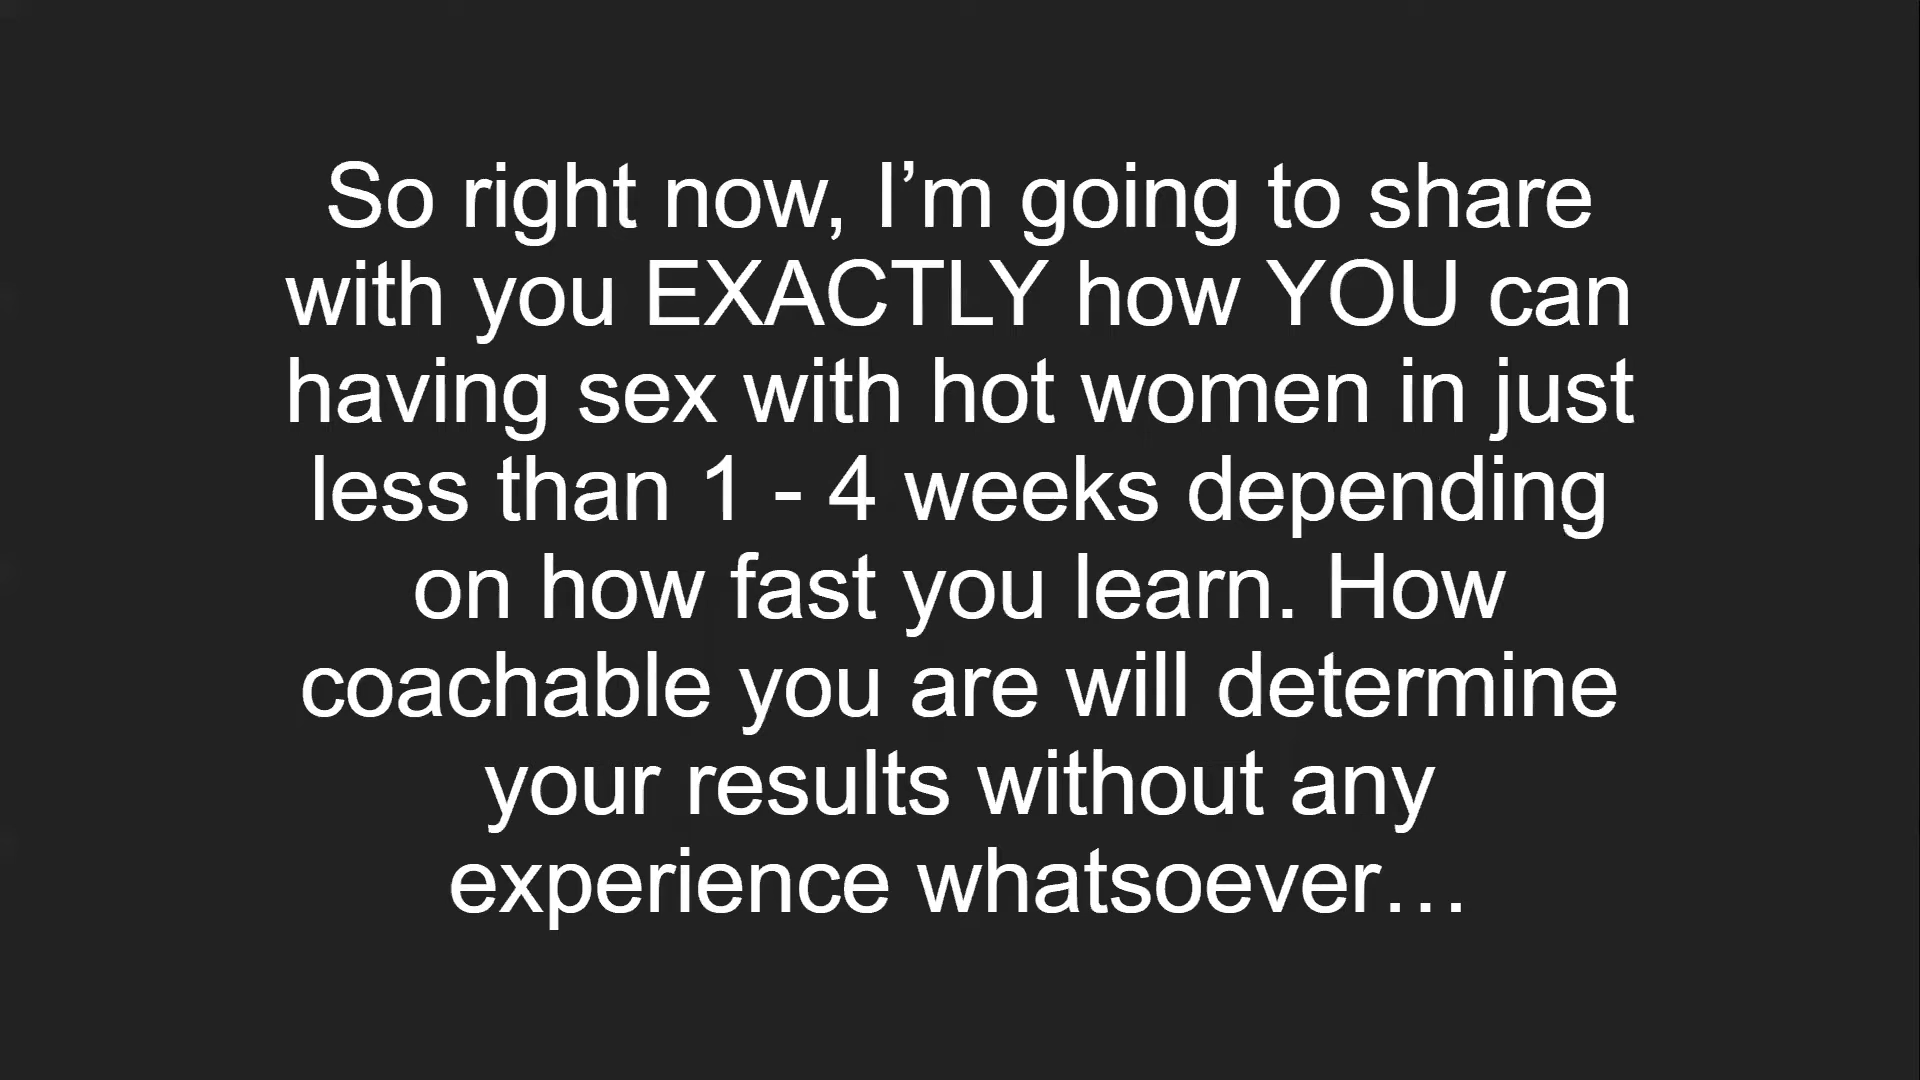 So right now, I’m going to share
with you EXACTLY how YOU can
having sex with hot women in just
less than 1 - 4 weeks depending
on how fast you learn. How
coachable you are will determine
your results without any
experience whatsoever…